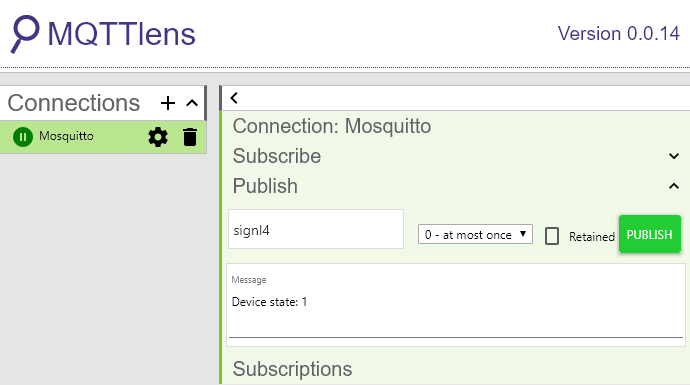 MQTTlens
Version 0.0.14
Connections
Mosquitto
Connection: Mosquitto
Subscribe
Publish
signl4
0 - at most once
Retained
PUBLISH
Message
Device state: 1
Subscriptions